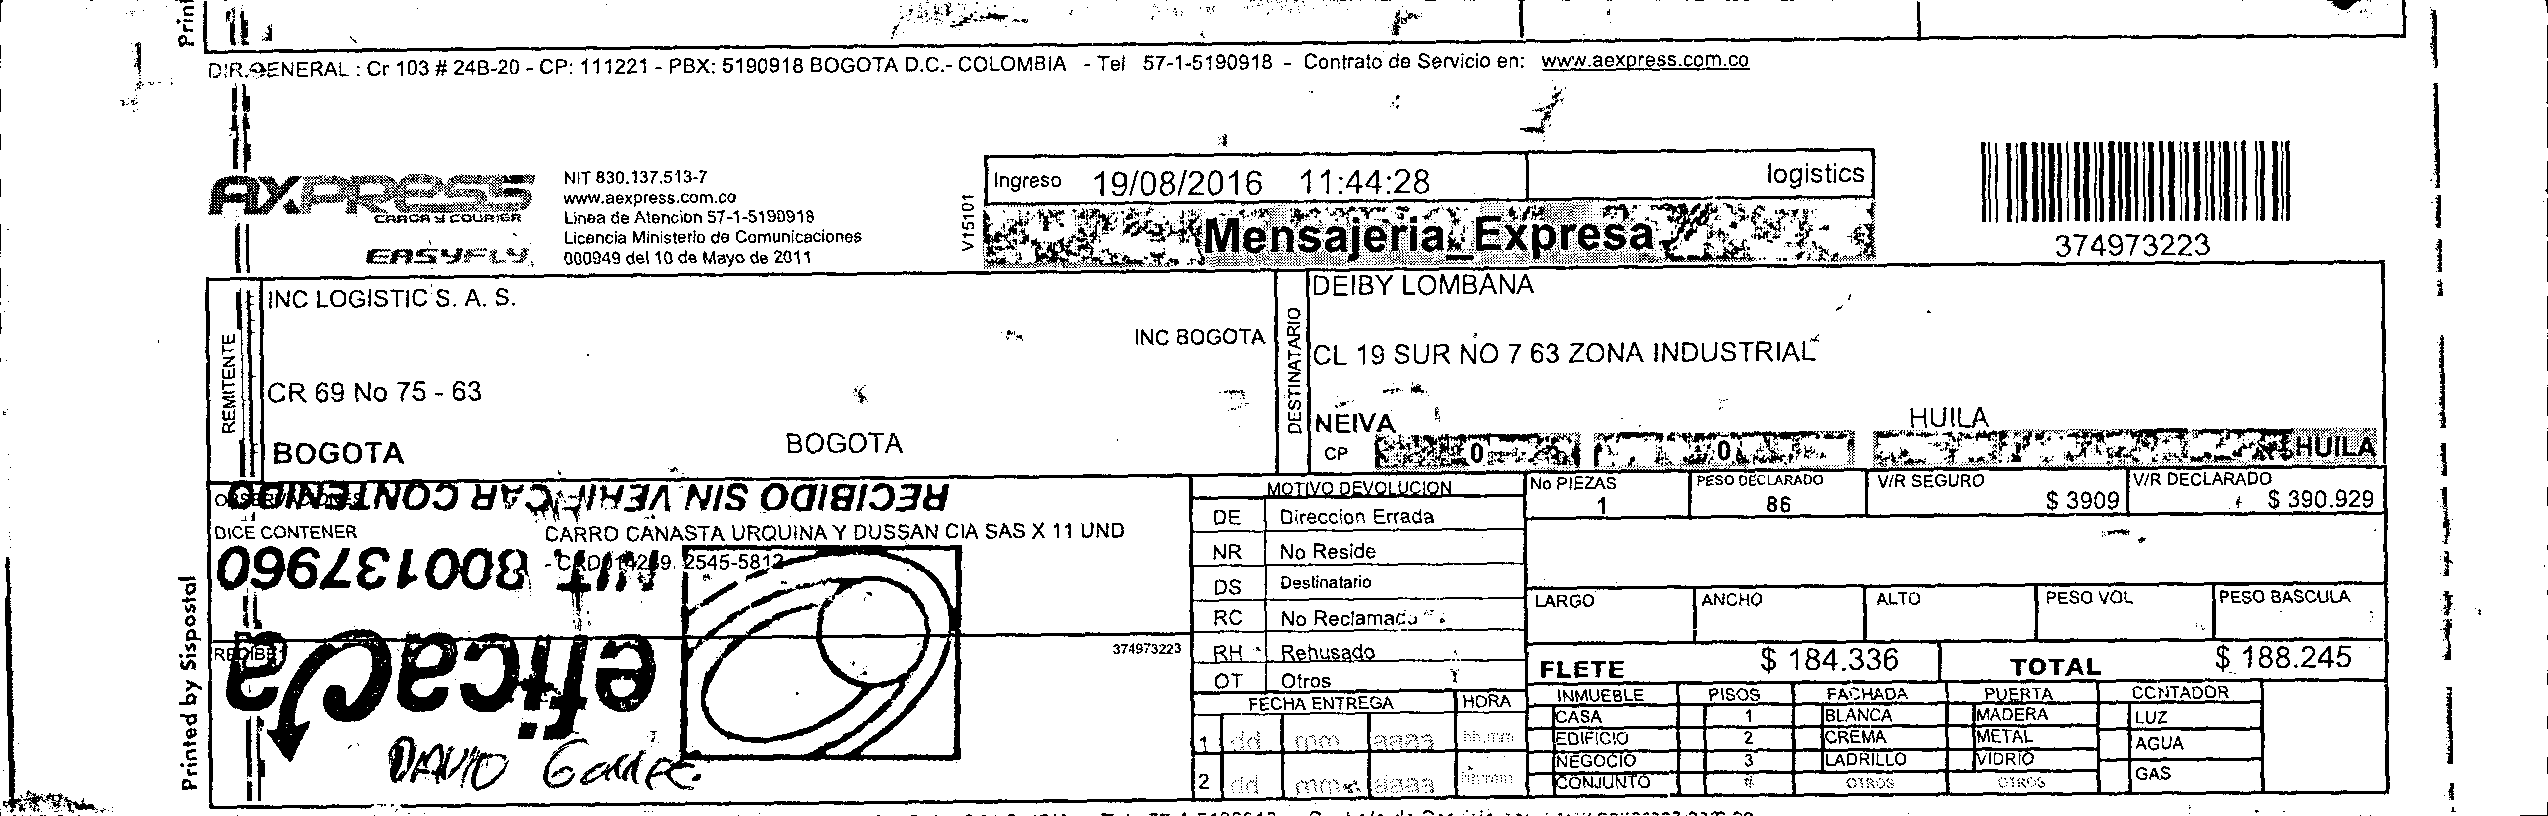 DIR.GENERAL : Cr 103 # 24B-20 - CP: 111221 - PBX: 5190918 BOGOTA D.C.- COLOMBIA - Tel 57-1-5190918 - Contrato de Servicio en: www.aexpress.com.co
AXPRESS
CARGA Y COURIER
EASYFLY
NIT 830.137.513-7
www.aexpress.com.co
Linea de Atencion 57-1-5190918
Licencia Ministerio de Comunicaciones
000949 del 10 de Mayo de 2011
V15101
Ingreso 19/08/2016 11:44:28 logistics
Mensajeria Expresa
374973223
REMITENTE
INC LOGISTIC S. A. S.
INC BOGOTA
CR 69 No 75 - 63
BOGOTA BOGOTA
DESTINATARIO
DEIBY LOMBANA
CL 19 SUR NO 7 63 ZONA INDUSTRIAL
NEIVA HUILA
CP 0 0 HUILA
OBSERVACIONES
RECIBIDO SIN VERIFICAR CONTENIDO
DICE CONTENER CARRO CANASTA URQUINA Y DUSSAN CIA SAS X 11 UND
NIT 800137960
eficacia
RECIBE
374973223
DAVID
MOTIVO DEVOLUCION
DE Direccion Errada
NR No Reside
DS Destinatario
RC No Reclamado
RH Rehusado
OT Otros
FECHA ENTREGA HORA
1 dd mm aaaa hh:mm
2 dd mm aaaa hh:mm
No PIEZAS PESO DECLARADO V/R SEGURO V/R DECLARADO
1 86 $ 3909 $ 390.929
LARGO ANCHO ALTO PESO VOL PESO BASCULA
FLETE $ 184.336 TOTAL $ 188.245
INMUEBLE PISOS FACHADA PUERTA CONTADOR
CASA 1 BLANCA MADERA LUZ
EDIFICIO 2 CREMA METAL AGUA
NEGOCIO 3 LADRILLO VIDRIO GAS
CONJUNTO # OTROS OTROS
Printed by Sispostal